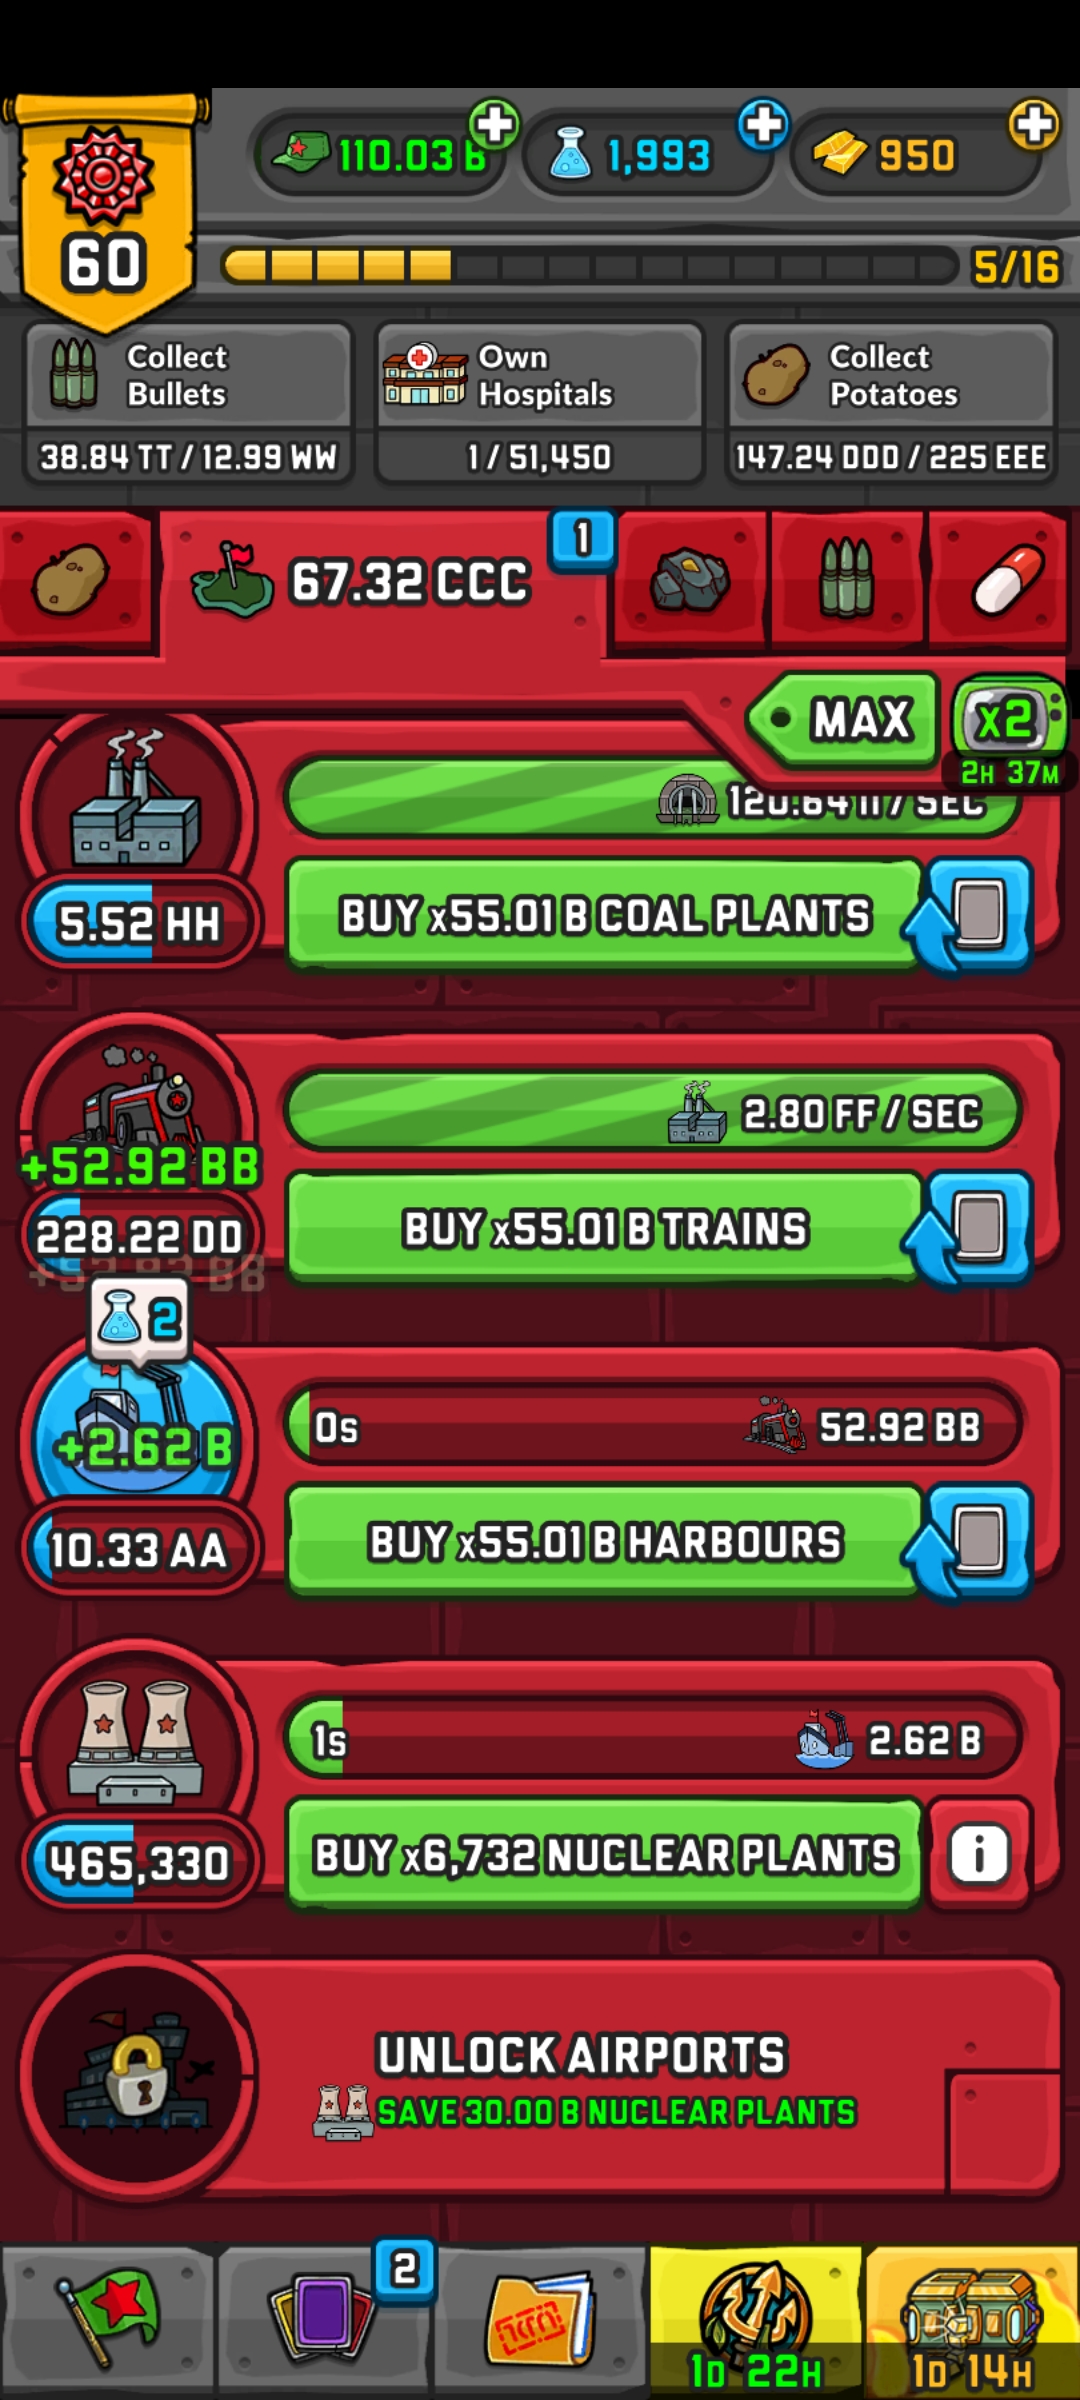 110.03 B
1,993
950
60
5/16
Collect
Bullets
38.84 TT / 12.99 WW
Own
Hospitals
1 / 51,450
Collect
Potatoes
147.24 DDD / 225 EEE
67.32 CCC
1
MAX
x2
2H 37M
5.52 HH
BUY x55.01 B COAL PLANTS
2.80 FF / SEC
+52.92 BB
228.22 DD
BUY x55.01 B TRAINS
2
0s
52.92 BB
+2.62 B
10.33 AA
BUY x55.01 B HARBOURS
1s
2.62 B
465,330
BUY x6,732 NUCLEAR PLANTS
i
UNLOCK AIRPORTS
SAVE 30.00 B NUCLEAR PLANTS
2
1D 22H
1D 14H